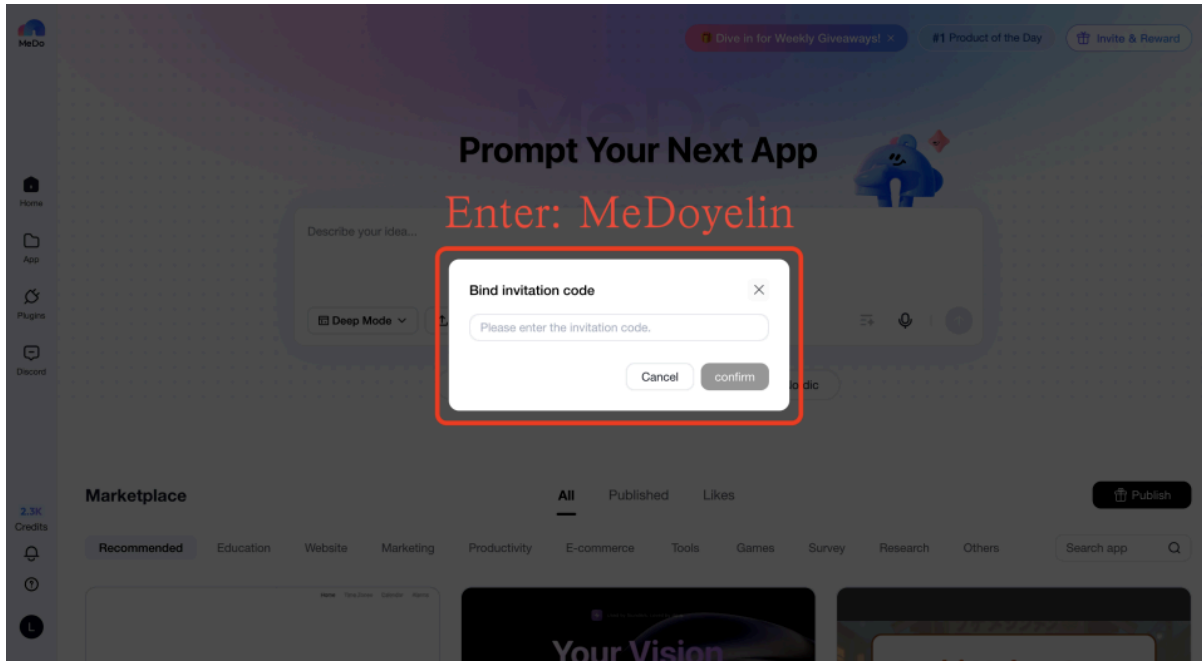 MeDo
🎁 Dive in for Weekly Giveaways! ×
#1 Product of the Day
Invite & Reward
MeDo
Prompt Your Next App
Enter: MeDoyelin
Home
App
Plugins
Discord
Describe your idea...
Bind invitation code
Please enter the invitation code.
Deep Mode
Cancel
confirm
Marketplace
All
Published
Likes
Publish
2.3K
Credits
Recommended
Education
Website
Marketing
Productivity
E-commerce
Tools
Games
Survey
Research
Others
Search app
L
Home
Calendar
Your Vision